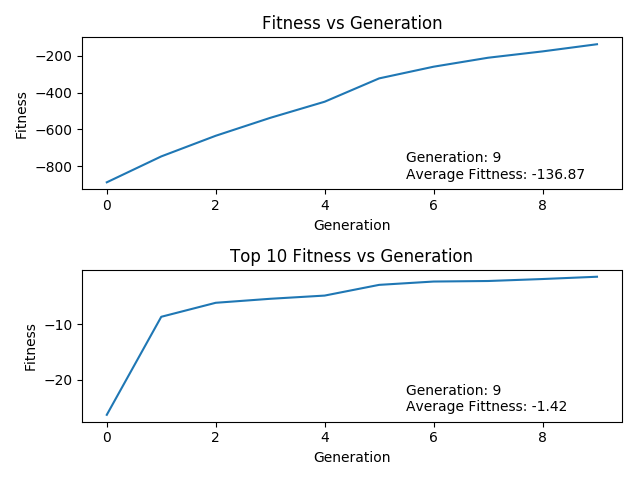 Fitness vs Generation
Fitness
−200
−400
−600
−800
Generation: 9
Average Fittness: -136.87
0 2 4 6 8
Generation
Top 10 Fitness vs Generation
Fitness
−10
−20
Generation: 9
Average Fittness: -1.42
0 2 4 6 8
Generation